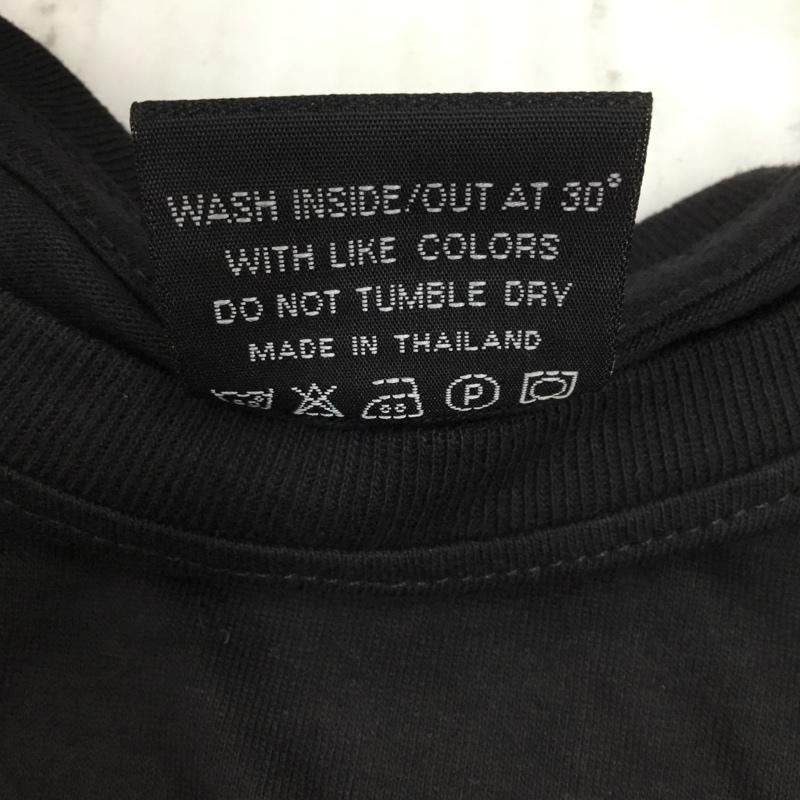 WASH INSIDE/OUT AT 30°
WITH LIKE COLORS
DO NOT TUMBLE DRY
MADE IN THAILAND
P